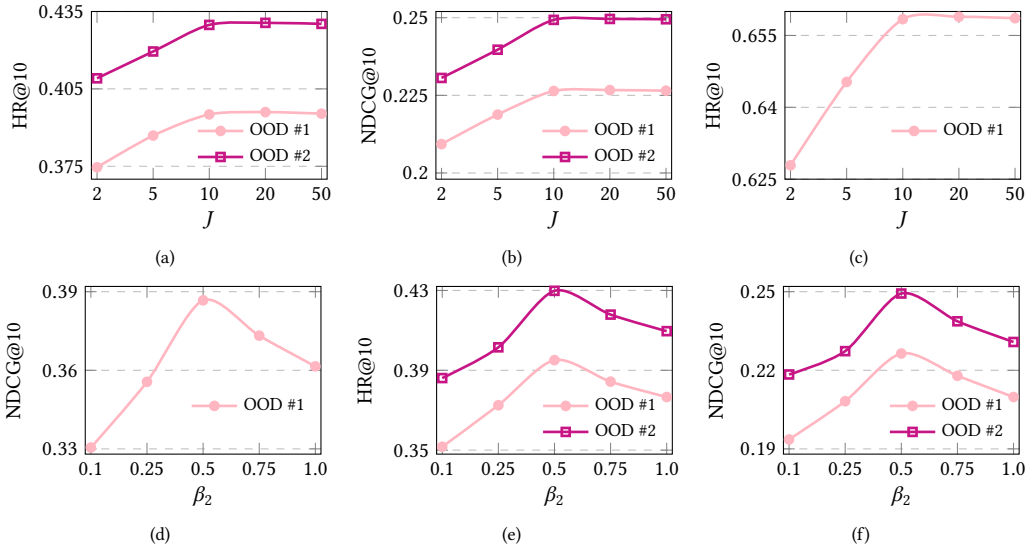 HR@10
0.435
0.405
0.375
OOD #1
OOD #2
2 5 10 20 50
J
(a)
NDCG@10
0.25
0.225
0.2
OOD #1
OOD #2
2 5 10 20 50
J
(b)
HR@10
0.655
0.64
0.625
OOD #1
2 5 10 20 50
J
(c)
NDCG@10
0.39
0.36
0.33
OOD #1
0.1 0.25 0.5 0.75 1.0
β₂
(d)
HR@10
0.43
0.39
0.35
OOD #1
OOD #2
0.1 0.25 0.5 0.75 1.0
β₂
(e)
NDCG@10
0.25
0.22
0.19
OOD #1
OOD #2
0.1 0.25 0.5 0.75 1.0
β₂
(f)